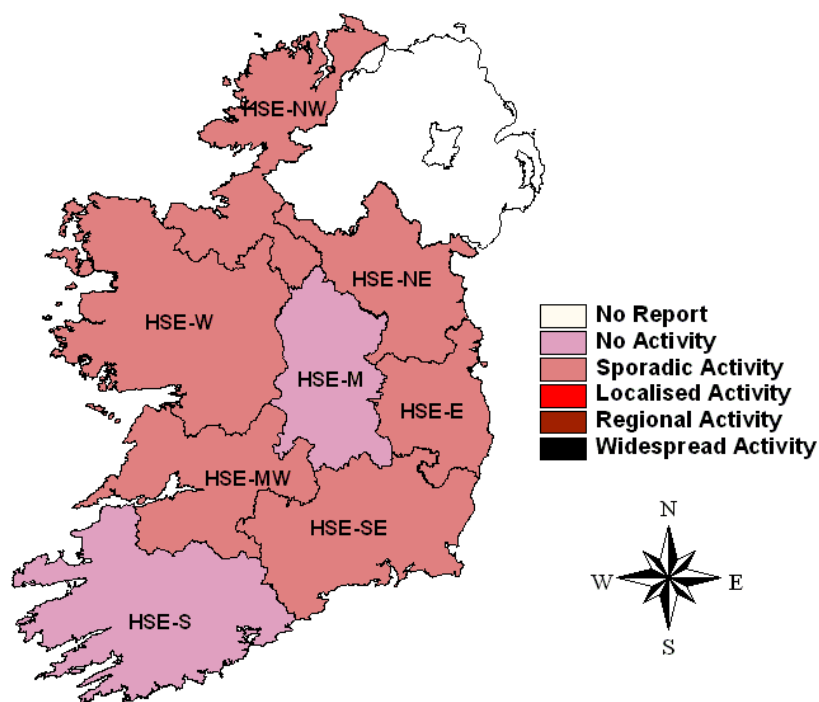 HSE-NW
HSE-NE
HSE-W
HSE-M
HSE-E
HSE-MW
HSE-SE
HSE-S
No Report
No Activity
Sporadic Activity
Localised Activity
Regional Activity
Widespread Activity
N
W E
S